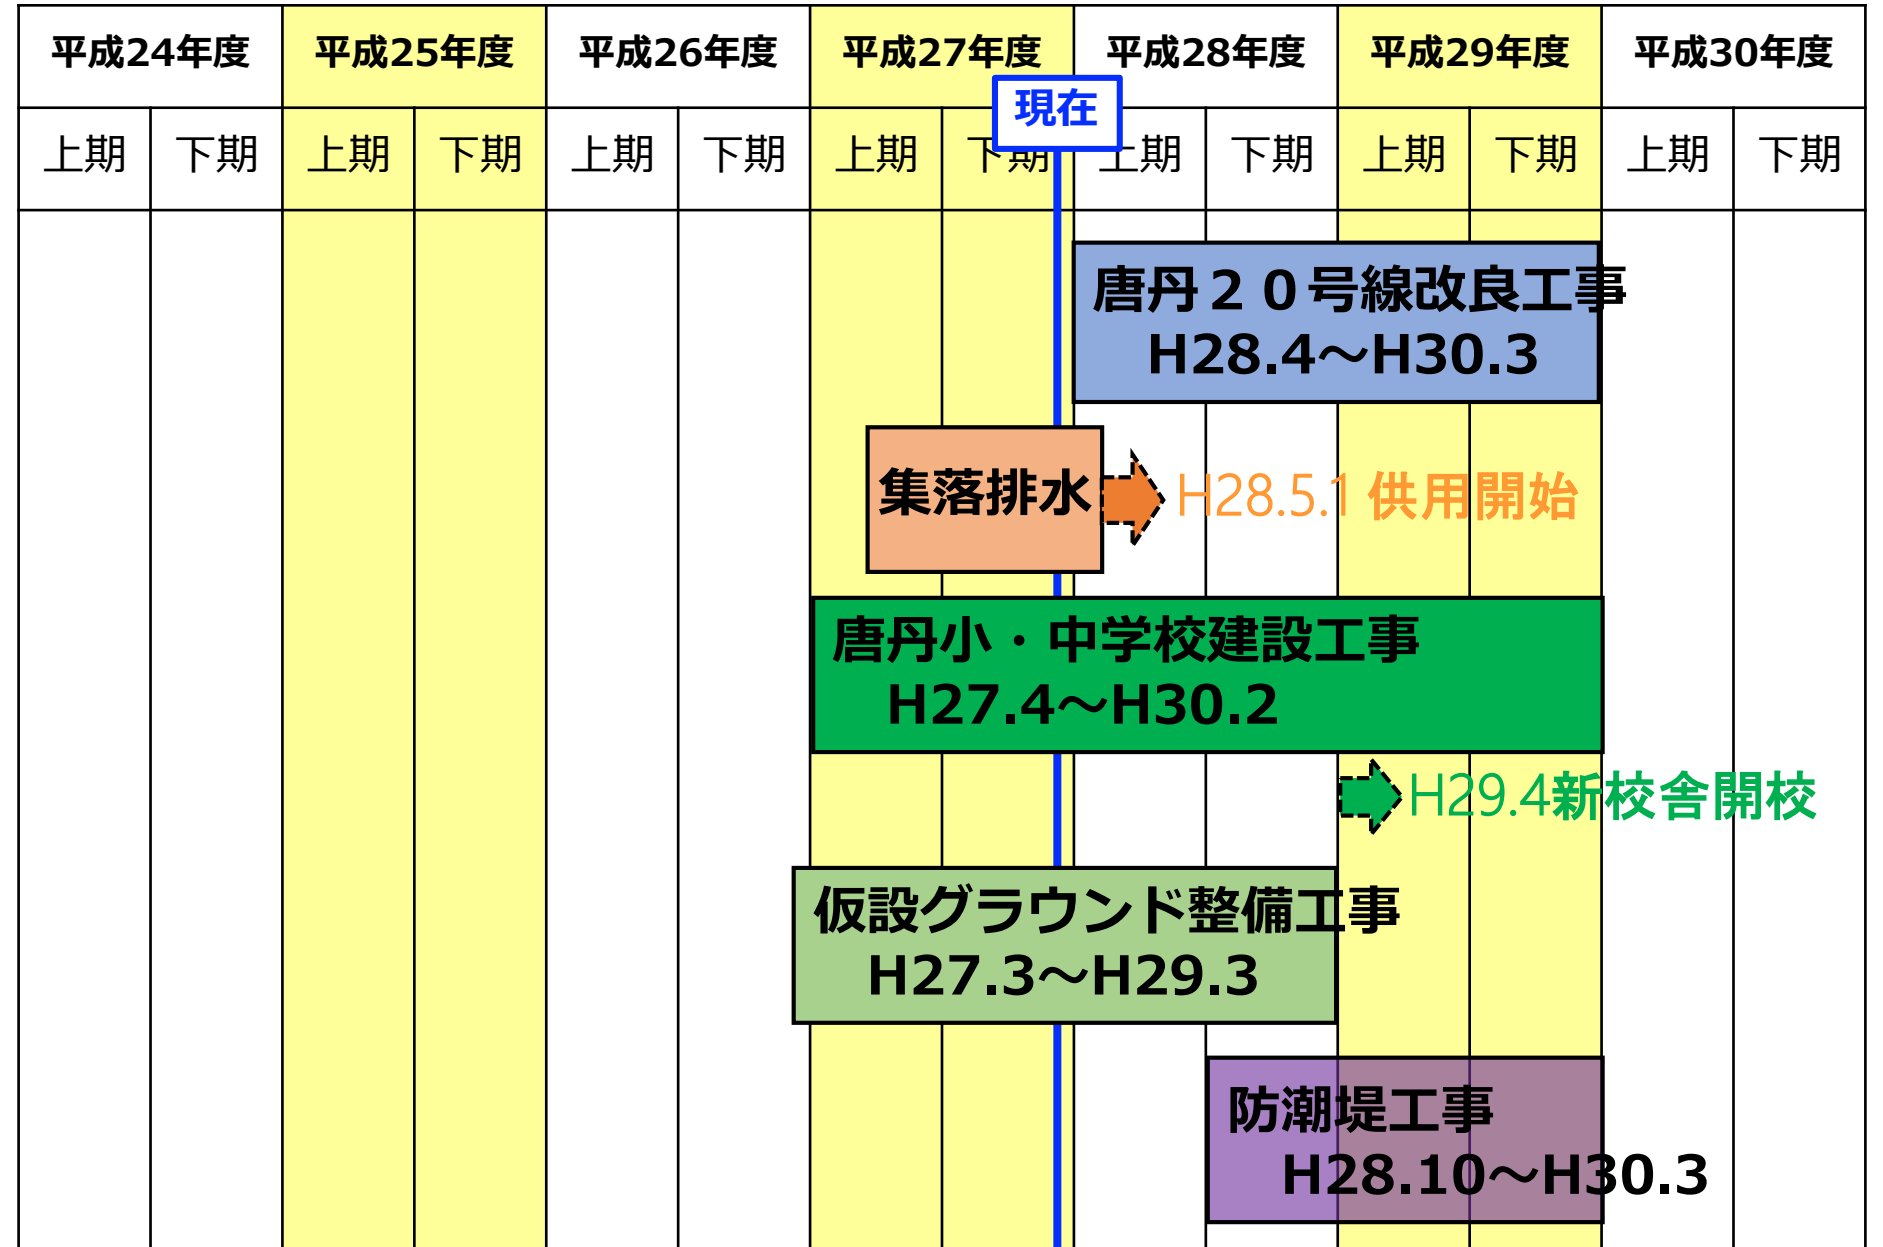 平成24年度 平成25年度 平成26年度 平成27年度 平成28年度 平成29年度 平成30年度
現在
上期 下期 上期 下期 上期 下期 上期 下期 上期 下期 上期 下期 上期 下期
唐丹２０号線改良工事
H28.4～H30.3
集落排水
H28.5.1 供用開始
唐丹小・中学校建設工事
H27.4～H30.2
H29.4新校舎開校
仮設グラウンド整備工事
H27.3～H29.3
防潮堤工事
H28.10～H30.3